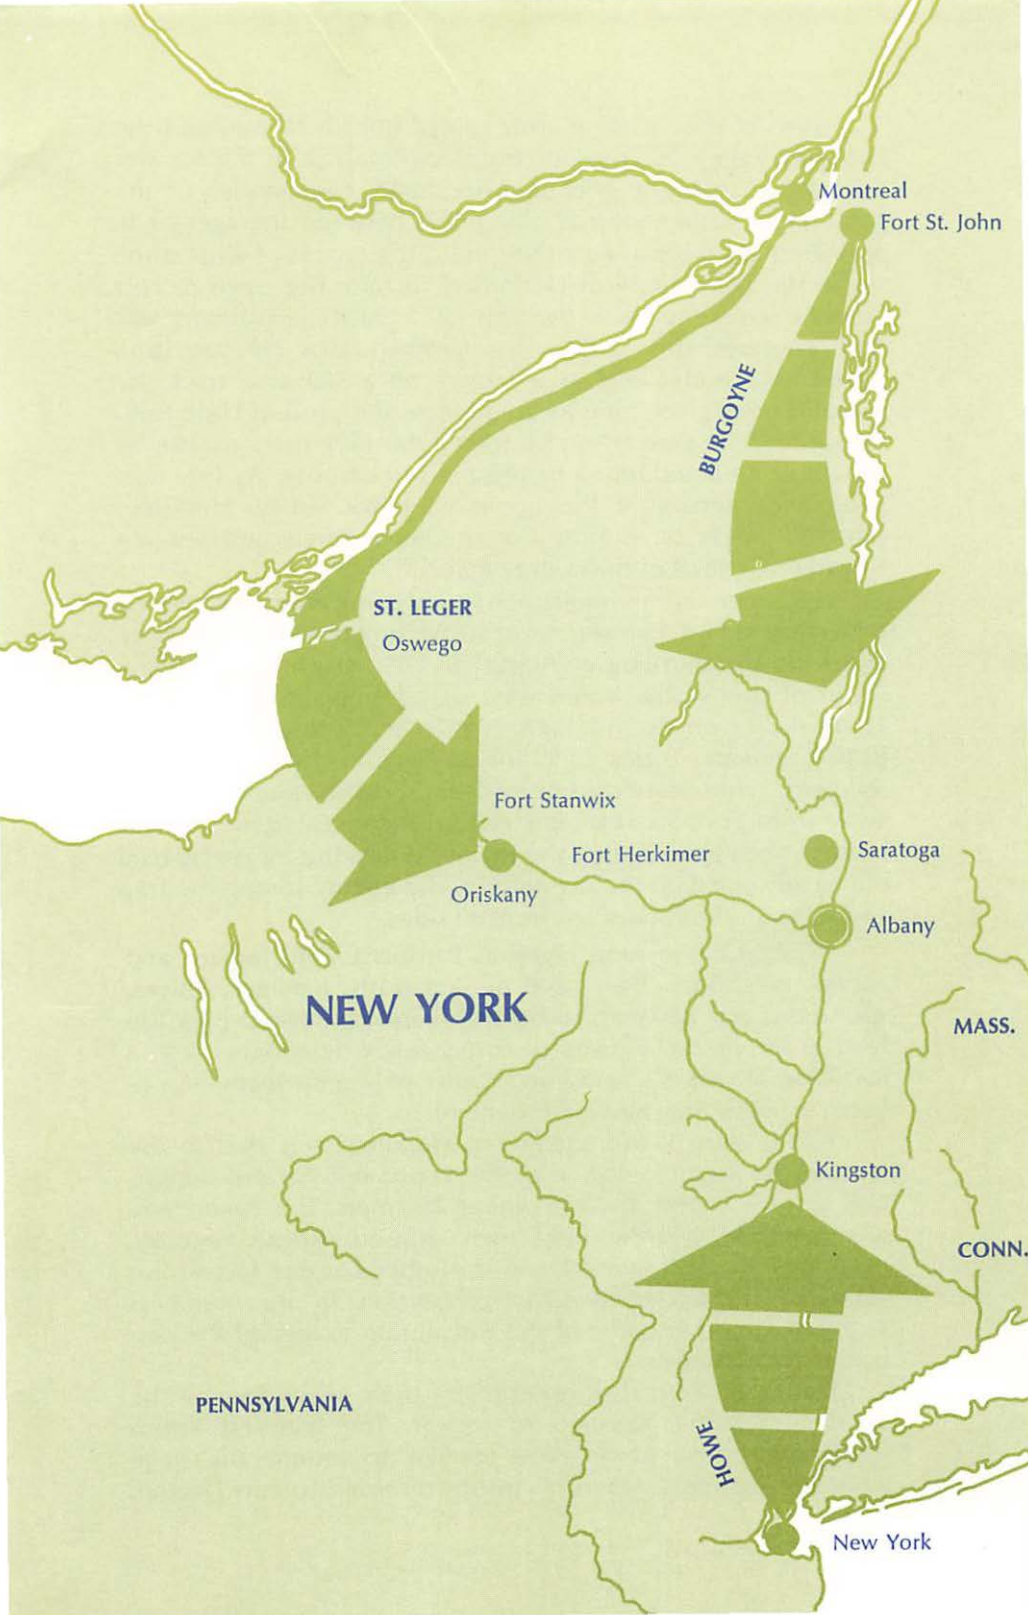 Montreal
Fort St. John
BURGOYNE
ST. LEGER
Oswego
Fort Stanwix
Fort Herkimer
Saratoga
Oriskany
Albany
NEW YORK
MASS.
Kingston
CONN.
PENNSYLVANIA
HOWE
New York